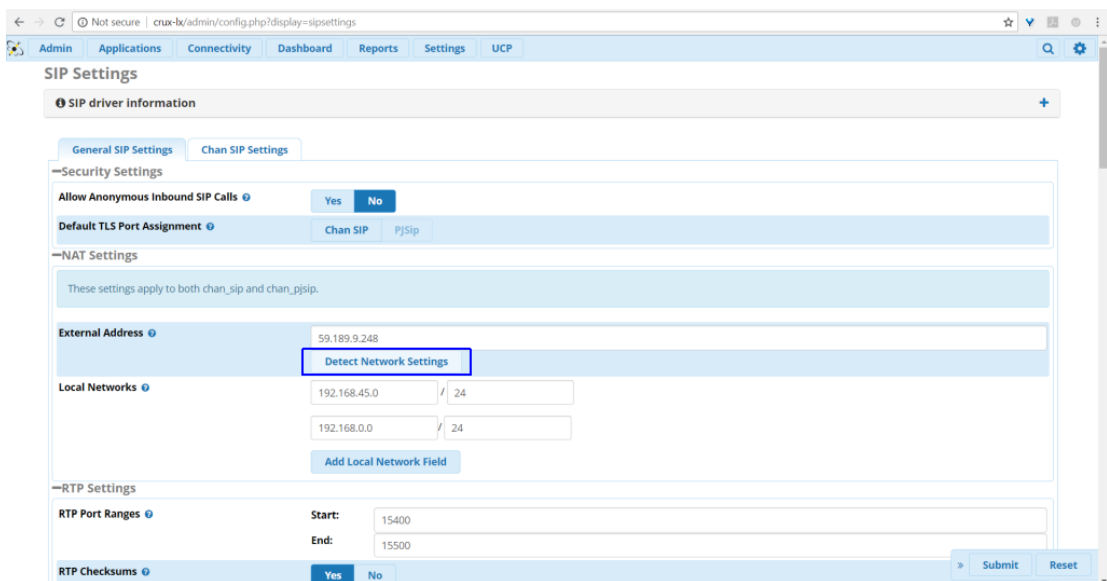 Not secure | crux-lx/admin/config.php?display=sipsettings
Admin Applications Connectivity Dashboard Reports Settings UCP
SIP Settings
SIP driver information
General SIP Settings Chan SIP Settings
Security Settings
Allow Anonymous Inbound SIP Calls Yes No
Default TLS Port Assignment Chan SIP PJSip
NAT Settings
These settings apply to both chan_sip and chan_pjsip.
External Address 59.189.9.248
Detect Network Settings
Local Networks 192.168.45.0 / 24
192.168.0.0 / 24
Add Local Network Field
RTP Settings
RTP Port Ranges Start: 15400
End: 15500
» Submit Reset
RTP Checksums Yes No